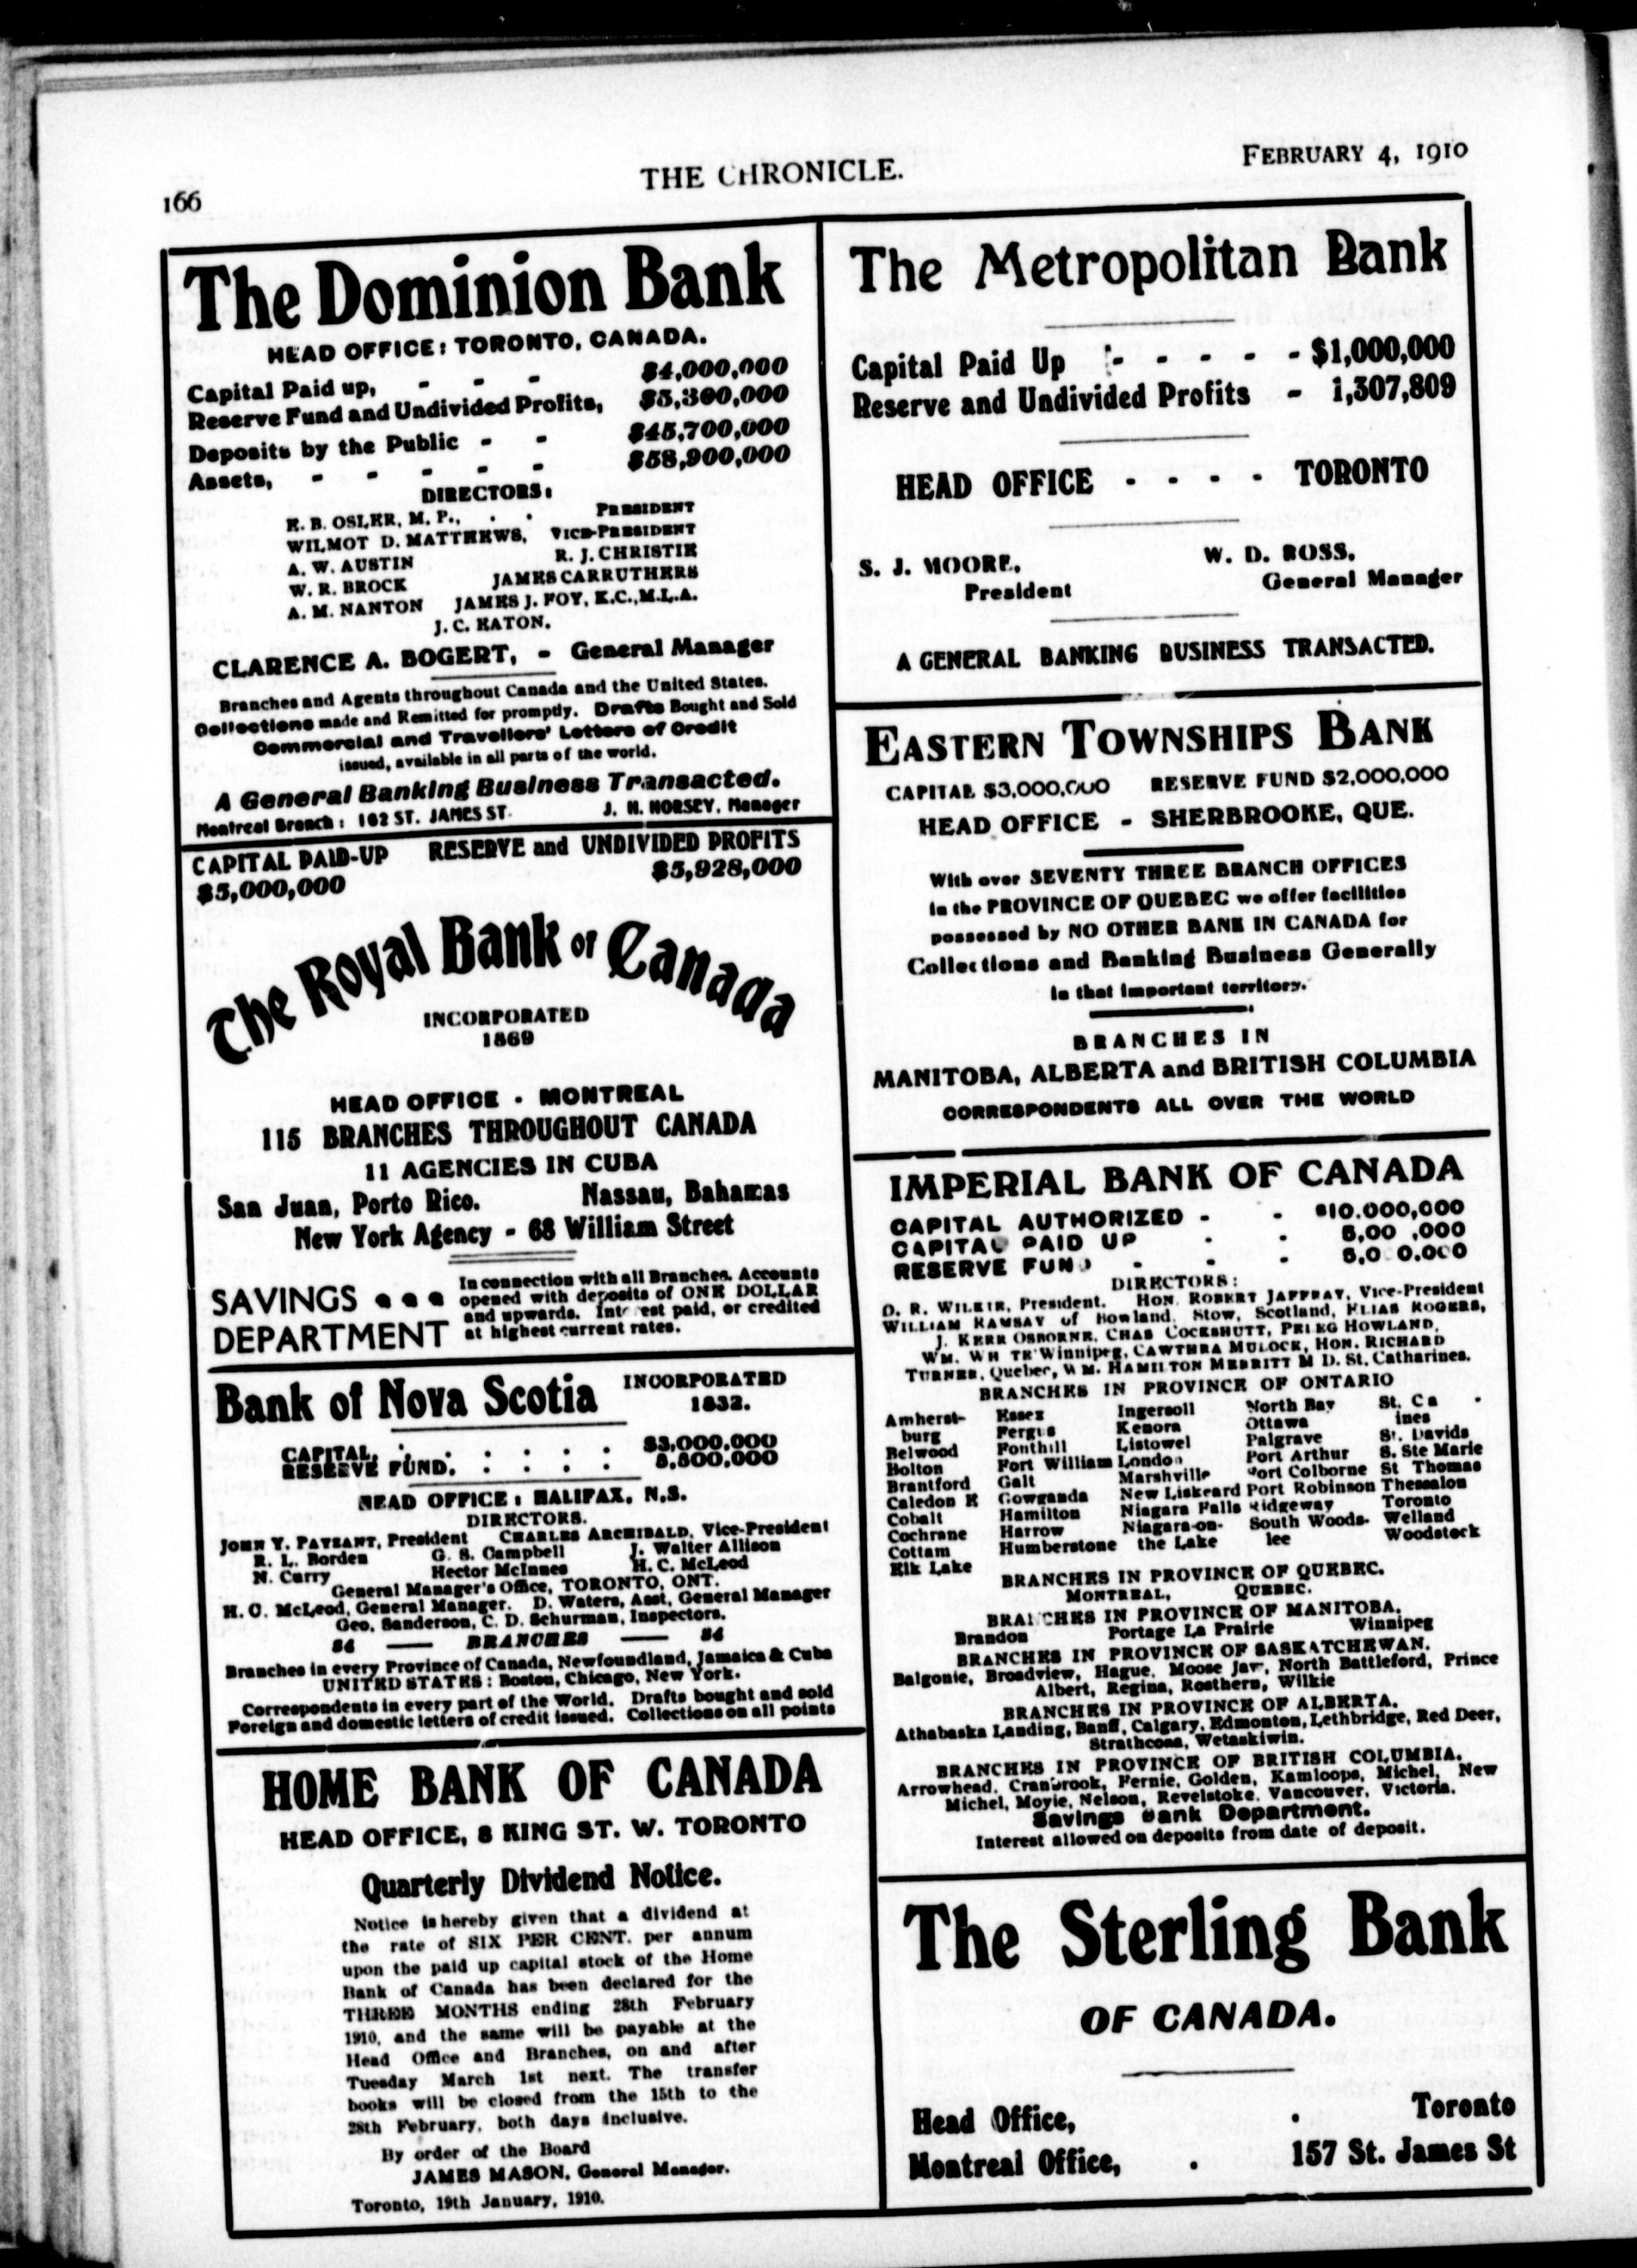 166
THE CHRONICLE.
FEBRUARY 4, 1910
The Dominion Bank
HEAD OFFICE: TORONTO, CANADA.
Capital Paid up, - - - $4,000,000
Reserve Fund and Undivided Profits, $5,300,000
Deposits by the Public - - $45,700,000
Assets, - - - - - $58,900,000
DIRECTORS:
E. B. OSLER, M. P., . . PRESIDENT
WILMOT D. MATTHEWS, VICE-PRESIDENT
A. W. AUSTIN R. J. CHRISTIE
W. R. BROCK JAMES CARRUTHERS
A. M. NANTON JAMES J. FOY, K.C., M.L.A.
J. C. EATON.
CLARENCE A. BOGERT, - General Manager
Branches and Agents throughout Canada and the United States.
Collections made and Remitted for promptly. Drafts Bought and Sold
Commercial and Travellers' Letters of Credit
issued, available in all parts of the world.
A General Banking Business Transacted.
Montreal Branch: 162 ST. JAMES ST. J. H. HORSEY, Manager
CAPITAL PAID-UP RESERVE and UNDIVIDED PROFITS
$5,000,000 $5,928,000
The Royal Bank of Canada
INCORPORATED
1869
HEAD OFFICE - MONTREAL
115 BRANCHES THROUGHOUT CANADA
11 AGENCIES IN CUBA
San Juan, Porto Rico. Nassau, Bahamas
New York Agency - 68 William Street
SAVINGS DEPARTMENT
In connection with all Branches. Accounts
opened with deposits of ONE DOLLAR
and upwards. Interest paid, or credited
at highest current rates.
Bank of Nova Scotia INCORPORATED
1832.
CAPITAL, . . . . . $3,000,000
RESERVE FUND, . . . . 5,500,000
HEAD OFFICE: HALIFAX, N.S.
DIRECTORS.
JOHN Y. PAYZANT, President CHARLES ARCHIBALD, Vice-President
R. L. Borden G. S. Campbell J. Walter Allison
N. Curry Hector McInnes H. C. McLeod
General Manager's Office, TORONTO, ONT.
H. C. McLeod, General Manager. D. Waters, Asst, General Manager
Geo. Sanderson, C. D. Schurman, Inspectors.
84 — BRANCHES — 84
Branches in every Province of Canada, Newfoundland, Jamaica & Cuba
UNITED STATES: Boston, Chicago, New York.
Correspondents in every part of the World. Drafts bought and sold
Foreign and domestic letters of credit issued. Collections on all points
HOME BANK OF CANADA
HEAD OFFICE, 8 KING ST. W. TORONTO
Quarterly Dividend Notice.
Notice is hereby given that a dividend at
the rate of SIX PER CENT. per annum
upon the paid up capital stock of the Home
Bank of Canada has been declared for the
THREE MONTHS ending 28th February
1910, and the same will be payable at the
Head Office and Branches, on and after
Tuesday March 1st next. The transfer
books will be closed from the 15th to the
28th February, both days inclusive.
By order of the Board
JAMES MASON, General Manager.
Toronto, 19th January, 1910.
The Metropolitan Bank
Capital Paid Up - - - - - $1,000,000
Reserve and Undivided Profits - 1,307,809
HEAD OFFICE - - - - TORONTO
S. J. MOORE, W. D. ROSS,
President General Manager
A GENERAL BANKING BUSINESS TRANSACTED.
EASTERN TOWNSHIPS BANK
CAPITAL $3,000,000 RESERVE FUND $2,000,000
HEAD OFFICE - SHERBROOKE, QUE.
With over SEVENTY THREE BRANCH OFFICES
in the PROVINCE OF QUEBEC we offer facilities
possessed by NO OTHER BANK IN CANADA for
Collections and Banking Business Generally
in that important territory.
BRANCHES IN
MANITOBA, ALBERTA and BRITISH COLUMBIA
CORRESPONDENTS ALL OVER THE WORLD
IMPERIAL BANK OF CANADA
CAPITAL AUTHORIZED - - $10,000,000
CAPITAL PAID UP - - 5,00 ,000
RESERVE FUND - - - 5,0 0,000
DIRECTORS:
D. R. WILKIE, President. HON. ROBERT JAFFRAY, Vice-President
WILLIAM RAMSAY of Bowland, Stow, Scotland, ELIAS ROGERS,
J. KERR OSBORNE, CHAS COCKSHUTT, PELEG HOWLAND,
WM. WHYTE Winnipeg, CAWTHRA MULOCK, HON. RICHARD
TURNER, Quebec, WM. HAMILTON MERRITT M D. St. Catharines.
BRANCHES IN PROVINCE OF ONTARIO
Amherst- Essex Ingersoll North Bay St. Ca
burg Fergus Kenora Ottawa ines
Belwood Fonthill Listowel Palgrave St. Davids
Bolton Fort William London Port Arthur S. Ste Marie
Brantford Galt Marshville Port Colborne St Thomas
Caledon E Gowganda New Liskeard Port Robinson Thessalon
Cobalt Hamilton Niagara Falls Ridgeway Toronto
Cochrane Harrow Niagara-on- South Woods- Welland
Cottam Humberstone the Lake lee Woodstock
Elk Lake
BRANCHES IN PROVINCE OF QUEBEC.
MONTREAL, QUEBEC.
BRANCHES IN PROVINCE OF MANITOBA.
Brandon Portage La Prairie Winnipeg
BRANCHES IN PROVINCE OF SASKATCHEWAN.
Balgonie, Broadview, Hague, Moose Jaw, North Battleford, Prince
Albert, Regina, Rosthern, Wilkie
BRANCHES IN PROVINCE OF ALBERTA.
Athabaska Landing, Banff, Calgary, Edmonton, Lethbridge, Red Deer,
Strathcona, Wetaskiwin.
BRANCHES IN PROVINCE OF BRITISH COLUMBIA.
Arrowhead, Cranbrook, Fernie, Golden, Kamloops, Michel, New
Michel, Moyie, Nelson, Revelstoke, Vancouver, Victoria.
Savings Bank Department.
Interest allowed on deposits from date of deposit.
The Sterling Bank
OF CANADA.
Head Office, . Toronto
Montreal Office, . 157 St. James St